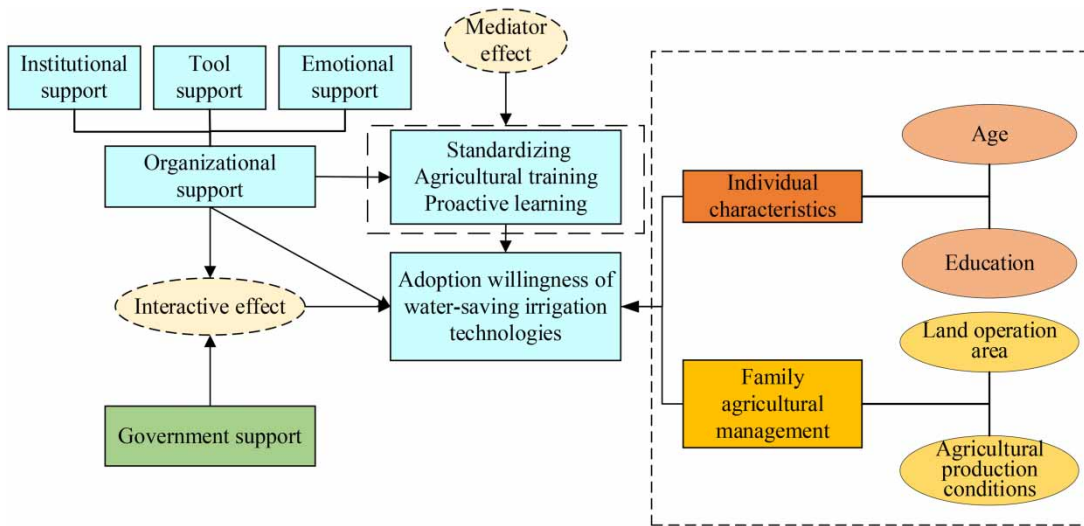 Institutional
support
Tool
support
Emotional
support
Mediator
effect
Organizational
support
Standardizing
Agricultural training
Proactive learning
Interactive effect
Adoption willingness of
water-saving irrigation
technologies
Government support
Individual
characteristics
Age
Education
Family
agricultural
management
Land operation
area
Agricultural
production
conditions